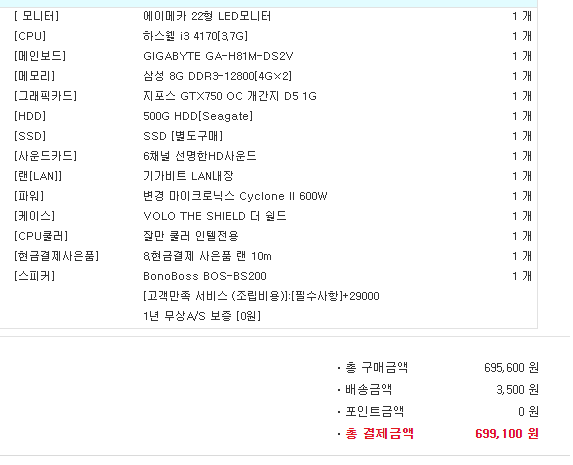 [ 모니터] 에이메카 22형 LED모니터 1 개
[CPU] 하스웰 i3 4170[3,7G] 1 개
[메인보드] GIGABYTE GA-H81M-DS2V 1 개
[메모리] 삼성 8G DDR3-12800[4G×2] 1 개
[그래픽카드] 지포스 GTX750 OC 개간지 D5 1G 1 개
[HDD] 500G HDD[Seagate] 1 개
[SSD] SSD [별도구매] 1 개
[사운드카드] 6채널 선명한HD사운드 1 개
[랜[LAN]] 기가비트 LAN내장 1 개
[파워] 변경 마이크로닉스 Cyclone II 600W 1 개
[케이스] VOLO THE SHIELD 더 쉴드 1 개
[CPU쿨러] 잘만 쿨러 인텔전용 1 개
[현금결제사은품] 8,현금결제 사은품 랜 10m 1 개
[스피커] BonoBoss BOS-BS200 1 개
[고객만족 서비스 (조립비용)]:[필수사항]+29000
1년 무상A/S 보증 [0원]
· 총 구매금액 695,600 원
· 배송금액 3,500 원
· 포인트금액 0 원
· 총 결제금액 699,100 원